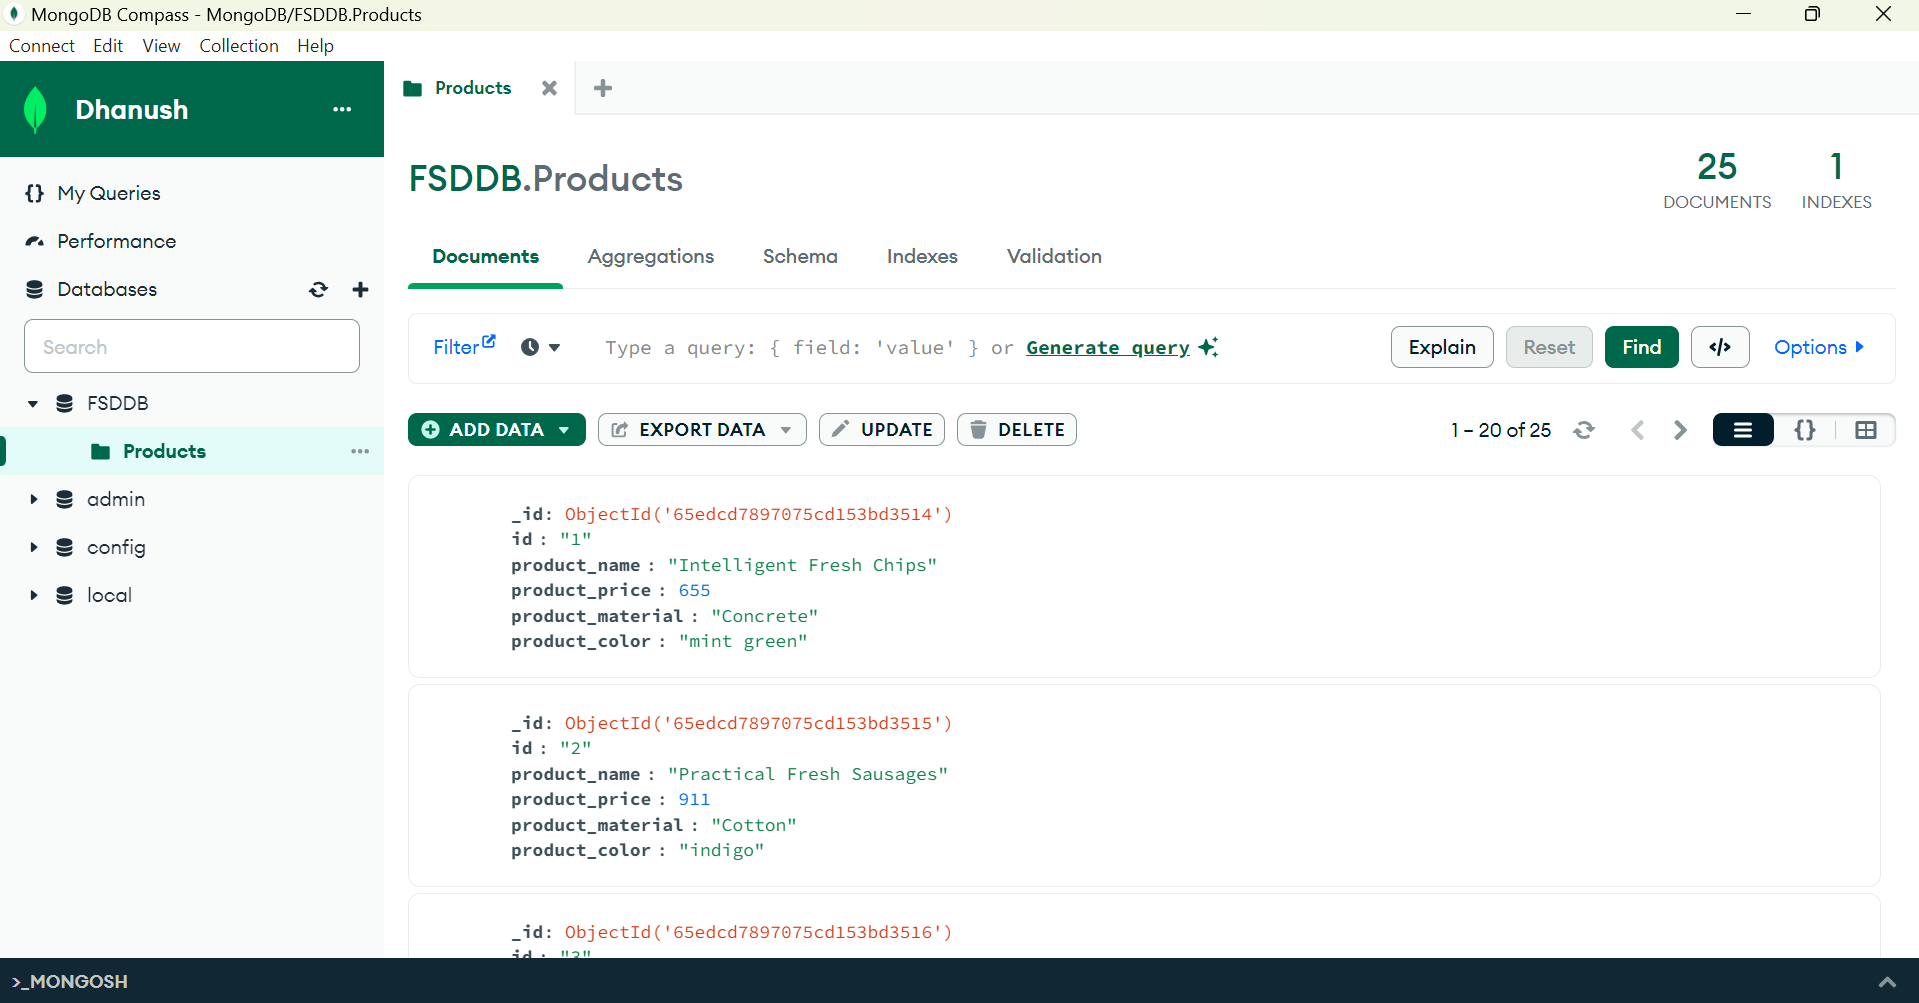 MongoDB Compass - MongoDB/FSDDB.Products
Connect Edit View Collection Help
Dhanush
My Queries
Performance
Databases
Search
FSDDB
Products
admin
config
local
Products
FSDDB.Products
25
DOCUMENTS
1
INDEXES
Documents Aggregations Schema Indexes Validation
Filter Type a query: { field: 'value' } or Generate query Explain Reset Find </> Options
ADD DATA EXPORT DATA UPDATE DELETE 1 – 20 of 25 {}
_id: ObjectId('65edcd7897075cd153bd3514')
id : "1"
product_name : "Intelligent Fresh Chips"
product_price : 655
product_material : "Concrete"
product_color : "mint green"
_id: ObjectId('65edcd7897075cd153bd3515')
id : "2"
product_name : "Practical Fresh Sausages"
product_price : 911
product_material : "Cotton"
product_color : "indigo"
_id: ObjectId('65edcd7897075cd153bd3516')
id : "3"
>_MONGOSH